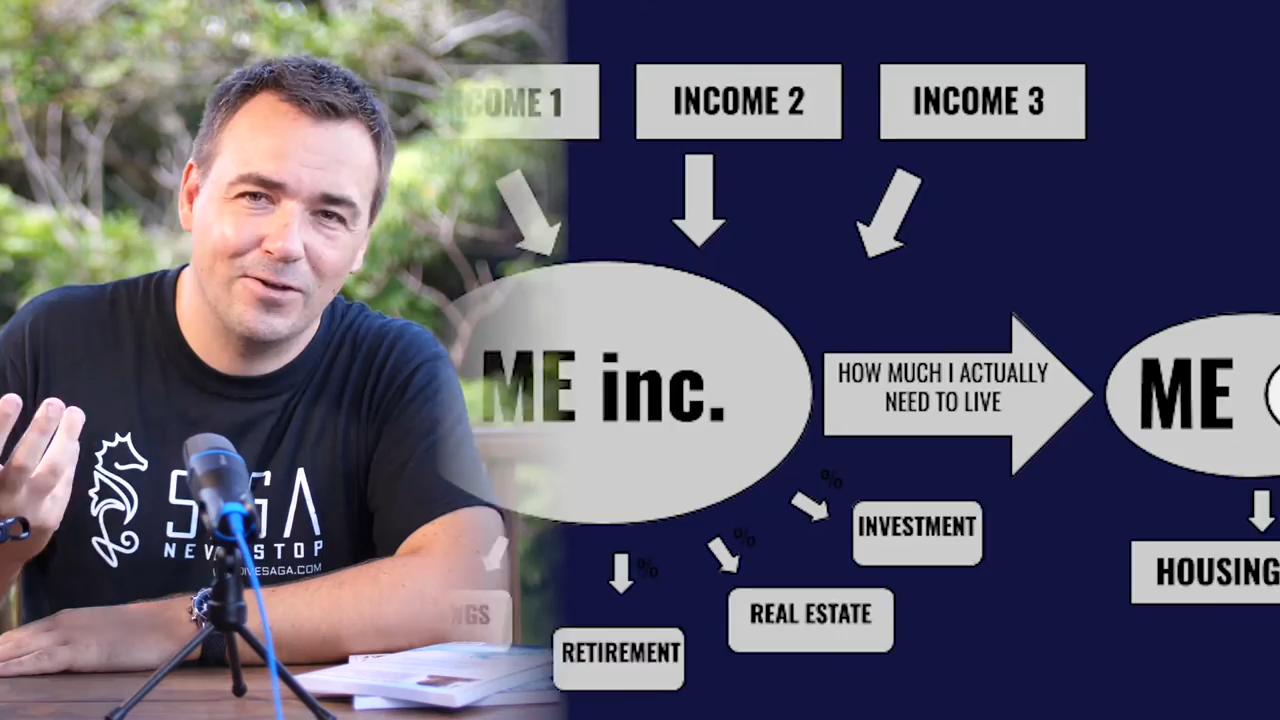 INCOME 1
INCOME 2
INCOME 3
ME inc.
HOW MUCH I ACTUALLY
NEED TO LIVE
ME
%
INVESTMENT
%
REAL ESTATE
%
RETIREMENT
HOUSING
SAGA